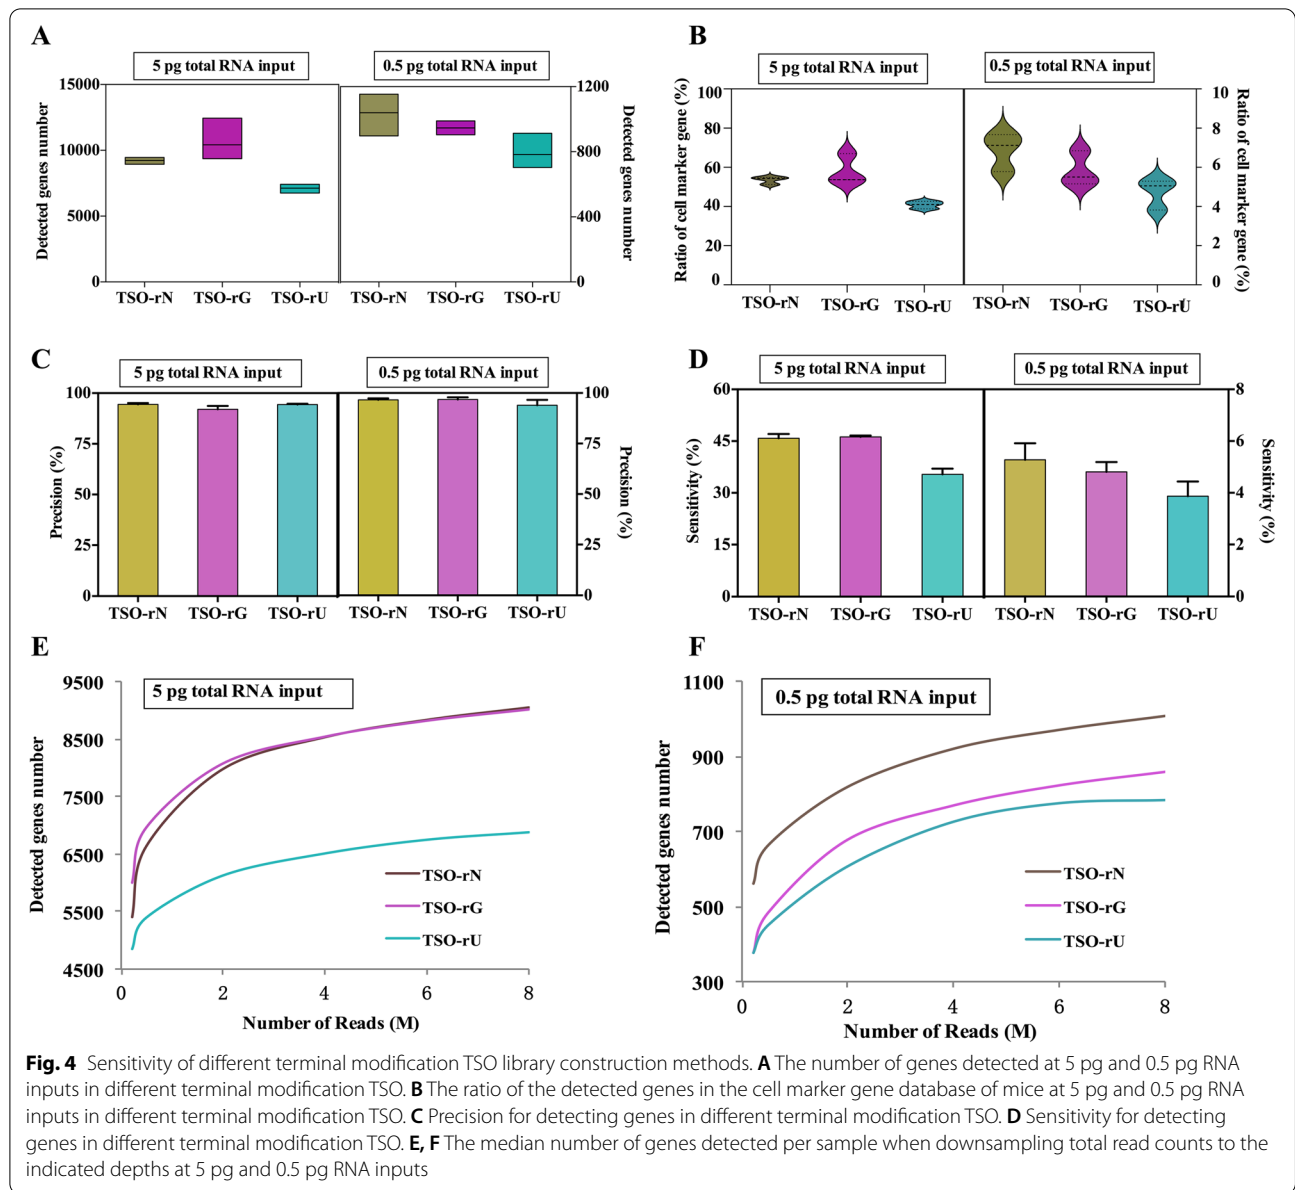 A
5 pg total RNA input
0.5 pg total RNA input
15000
10000
5000
0
Detected genes number
1200
800
400
0
Detected genes number
TSO-rN
TSO-rG
TSO-rU
TSO-rN
TSO-rG
TSO-rU
B
5 pg total RNA input
0.5 pg total RNA input
100
80
60
40
20
0
Ratio of cell marker gene (%)
10
8
6
4
2
0
Ratio of cell marker gene (%)
TSO-rN
TSO-rG
TSO-rU
TSO-rN
TSO-rG
TSO-rU
C
5 pg total RNA input
0.5 pg total RNA input
100
75
50
25
0
Precision (%)
100
75
50
25
0
Precision (%)
TSO-rN
TSO-rG
TSO-rU
TSO-rN
TSO-rG
TSO-rU
D
5 pg total RNA input
0.5 pg total RNA input
60
45
30
15
0
Sensitivity (%)
8
6
4
2
0
Sensitivity (%)
TSO-rN
TSO-rG
TSO-rU
TSO-rN
TSO-rG
TSO-rU
E
5 pg total RNA input
9500
8500
7500
6500
5500
4500
Detected genes number
TSO-rN
TSO-rG
TSO-rU
0
2
4
6
8
Number of Reads (M)
F
0.5 pg total RNA input
1100
900
700
500
300
Detected genes number
TSO-rN
TSO-rG
TSO-rU
0
2
4
6
8
Number of Reads (M)
Fig. 4 Sensitivity of different terminal modification TSO library construction methods. A The number of genes detected at 5 pg and 0.5 pg RNA
inputs in different terminal modification TSO. B The ratio of the detected genes in the cell marker gene database of mice at 5 pg and 0.5 pg RNA
inputs in different terminal modification TSO. C Precision for detecting genes in different terminal modification TSO. D Sensitivity for detecting
genes in different terminal modification TSO. E, F The median number of genes detected per sample when downsampling total read counts to the
indicated depths at 5 pg and 0.5 pg RNA inputs